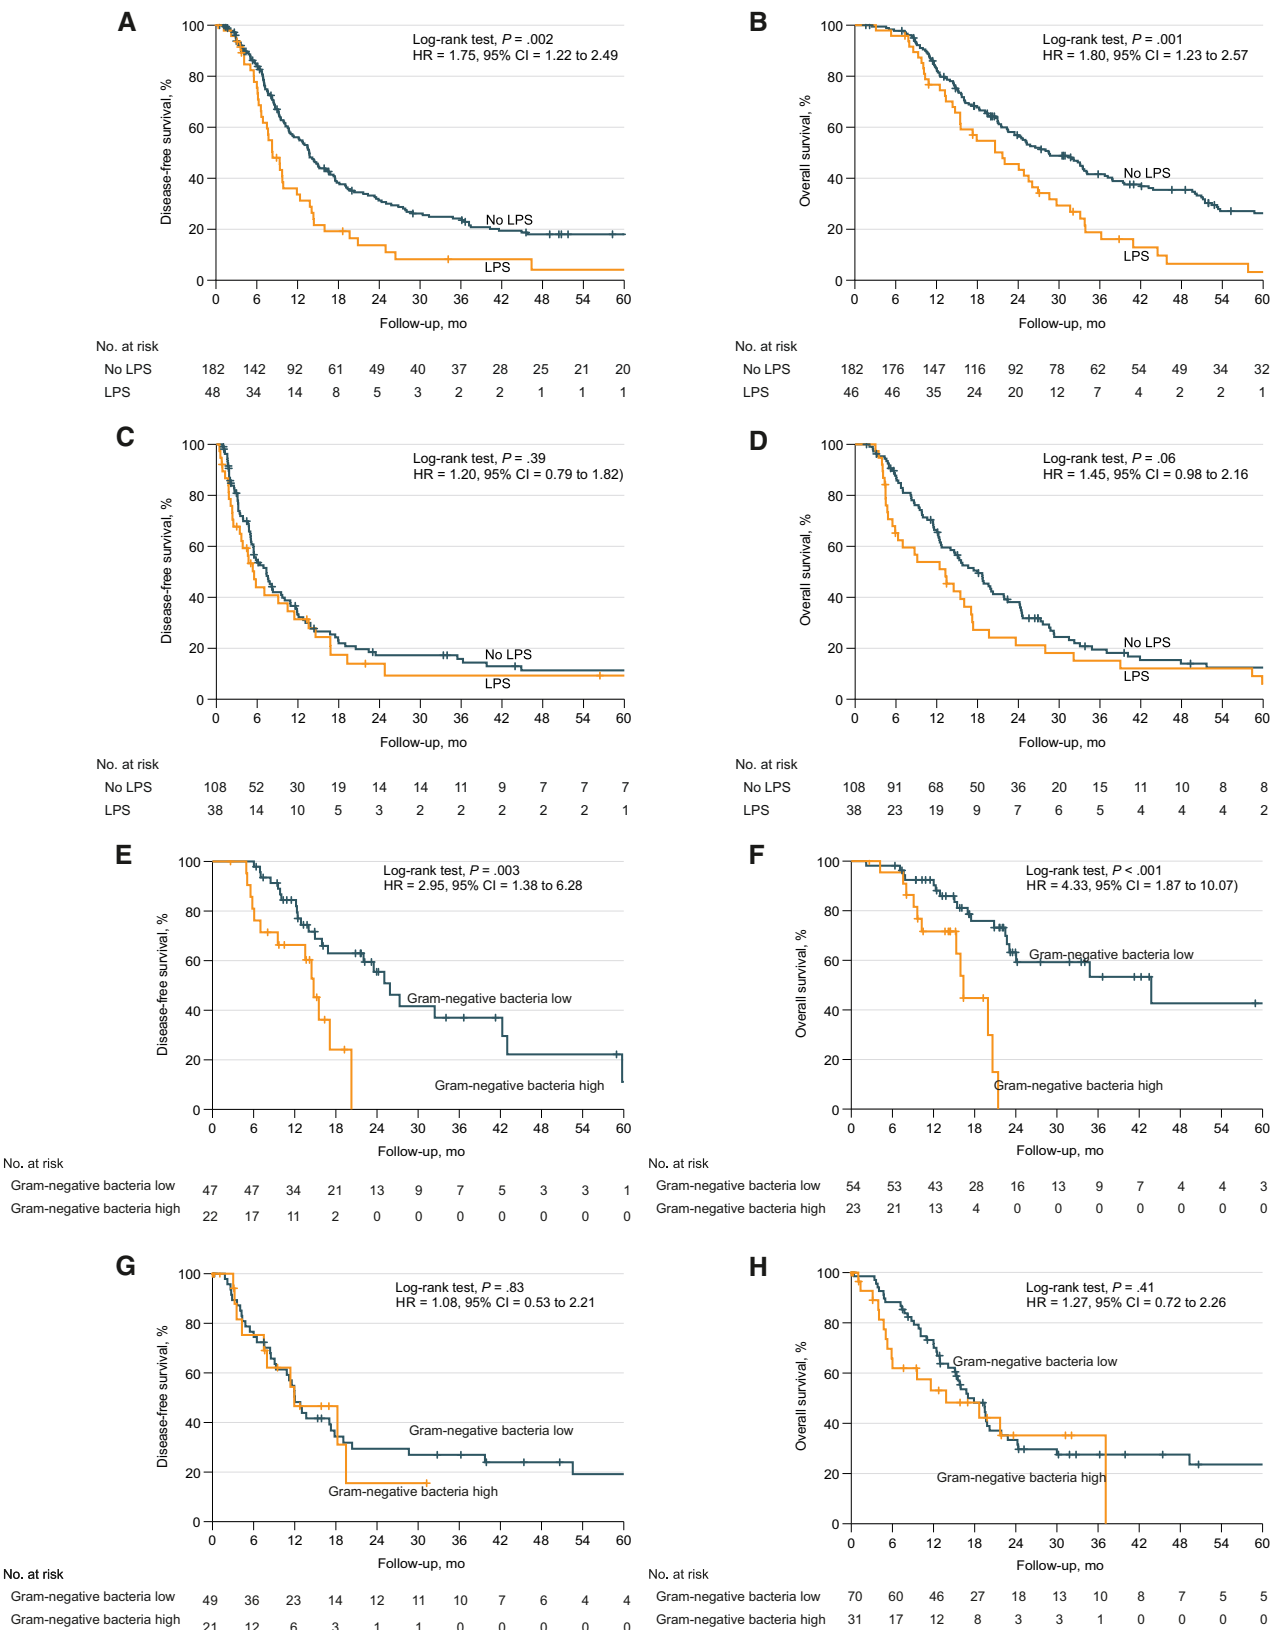 A
Log-rank test, P = .002
HR = 1.75, 95% CI = 1.22 to 2.49
Disease-free survival, %
100
80
60
40
20
0
No LPS
LPS
0 6 12 18 24 30 36 42 48 54 60
Follow-up, mo
No. at risk
No LPS 182 142 92 61 49 40 37 28 25 21 20
LPS 48 34 14 8 5 3 2 2 1 1 1
B
Log-rank test, P = .001
HR = 1.80, 95% CI = 1.23 to 2.57
Overall survival, %
100
80
60
40
20
0
No LPS
LPS
0 6 12 18 24 30 36 42 48 54 60
Follow-up, mo
No. at risk
No LPS 182 176 147 116 92 78 62 54 49 34 32
LPS 46 46 35 24 20 12 7 4 2 2 1
C
Log-rank test, P = .39
HR = 1.20, 95% CI = 0.79 to 1.82)
Disease-free survival, %
100
80
60
40
20
0
No LPS
LPS
0 6 12 18 24 30 36 42 48 54 60
Follow-up, mo
No. at risk
No LPS 108 52 30 19 14 14 11 9 7 7 7
LPS 38 14 10 5 3 2 2 2 2 2 1
D
Log-rank test, P = .06
HR = 1.45, 95% CI = 0.98 to 2.16
Overall survival, %
100
80
60
40
20
0
No LPS
LPS
0 6 12 18 24 30 36 42 48 54 60
Follow-up, mo
No. at risk
No LPS 108 91 68 50 36 20 15 11 10 8 8
LPS 38 23 19 9 7 6 5 4 4 4 2
E
Log-rank test, P = .003
HR = 2.95, 95% CI = 1.38 to 6.28
Disease-free survival, %
100
80
60
40
20
0
Gram-negative bacteria low
Gram-negative bacteria high
0 6 12 18 24 30 36 42 48 54 60
Follow-up, mo
No. at risk
Gram-negative bacteria low 47 47 34 21 13 9 7 5 3 3 1
Gram-negative bacteria high 22 17 11 2 0 0 0 0 0 0 0
F
Log-rank test, P < .001
HR = 4.33, 95% CI = 1.87 to 10.07)
Overall survival, %
100
80
60
40
20
0
Gram-negative bacteria low
Gram-negative bacteria high
0 6 12 18 24 30 36 42 48 54 60
Follow-up, mo
No. at risk
Gram-negative bacteria low 54 53 43 28 16 13 9 7 4 4 3
Gram-negative bacteria high 23 21 13 4 0 0 0 0 0 0 0
G
Log-rank test, P = .83
HR = 1.08, 95% CI = 0.53 to 2.21
Disease-free survival, %
100
80
60
40
20
0
Gram-negative bacteria low
Gram-negative bacteria high
0 6 12 18 24 30 36 42 48 54 60
Follow-up, mo
No. at risk
Gram-negative bacteria low 49 36 23 14 12 11 10 7 6 4 4
Gram-negative bacteria high 21 12 6 3 1 1 0 0 0 0 0
H
Log-rank test, P = .41
HR = 1.27, 95% CI = 0.72 to 2.26
Overall survival, %
100
80
60
40
20
0
Gram-negative bacteria low
Gram-negative bacteria high
0 6 12 18 24 30 36 42 48 54 60
Follow-up, mo
No. at risk
Gram-negative bacteria low 70 60 46 27 18 13 10 8 7 5 5
Gram-negative bacteria high 31 17 12 8 3 3 1 0 0 0 0